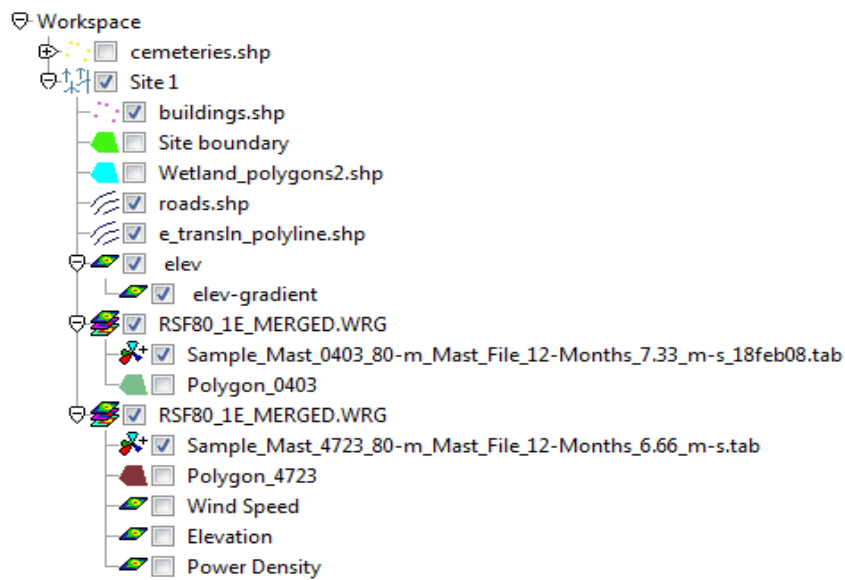 Workspace
cemeteries.shp
Site 1
buildings.shp
Site boundary
Wetland_polygons2.shp
roads.shp
e_transln_polyline.shp
elev
elev-gradient
RSF80_1E_MERGED.WRG
Sample_Mast_0403_80-m_Mast_File_12-Months_7.33_m-s_18feb08.tab
Polygon_0403
RSF80_1E_MERGED.WRG
Sample_Mast_4723_80-m_Mast_File_12-Months_6.66_m-s.tab
Polygon_4723
Wind Speed
Elevation
Power Density